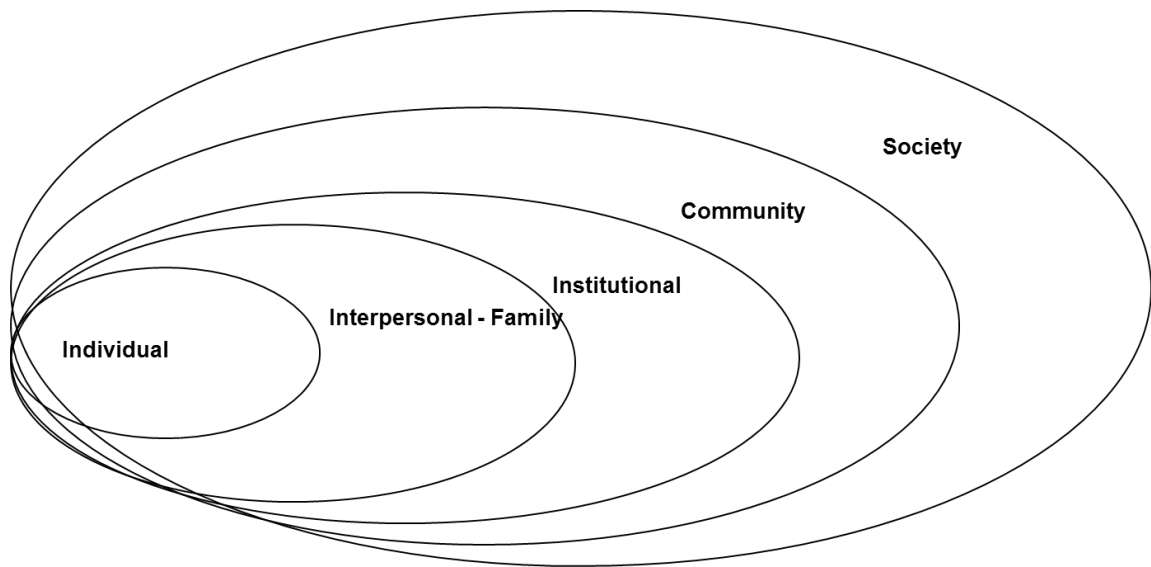 Society
Community
Institutional
Interpersonal - Family
Individual